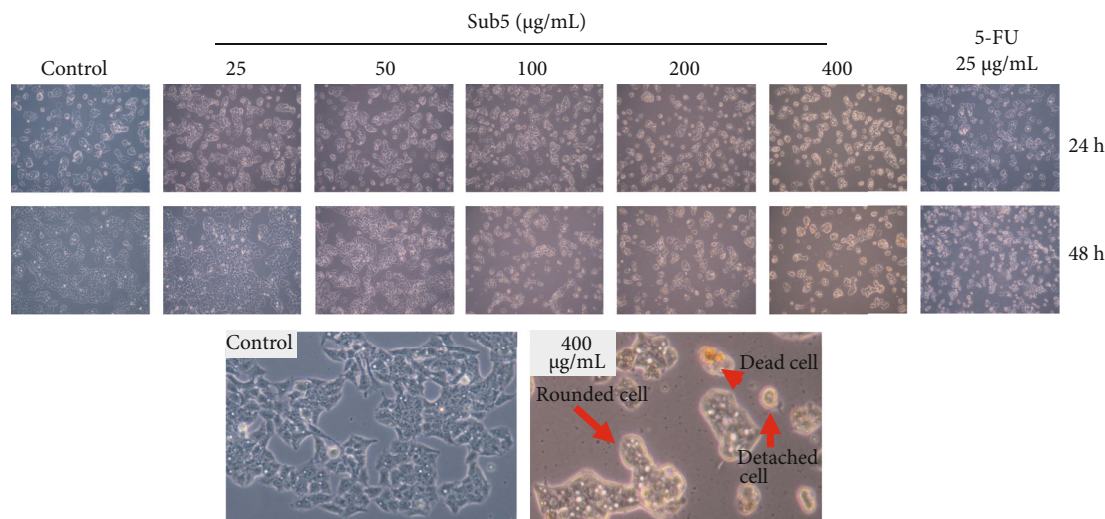 Sub5 (µg/mL)
5-FU
Control 25 50 100 200 400 25 µg/mL
24 h
48 h
Control
400
µg/mL
Dead cell
Rounded cell
Detached
cell